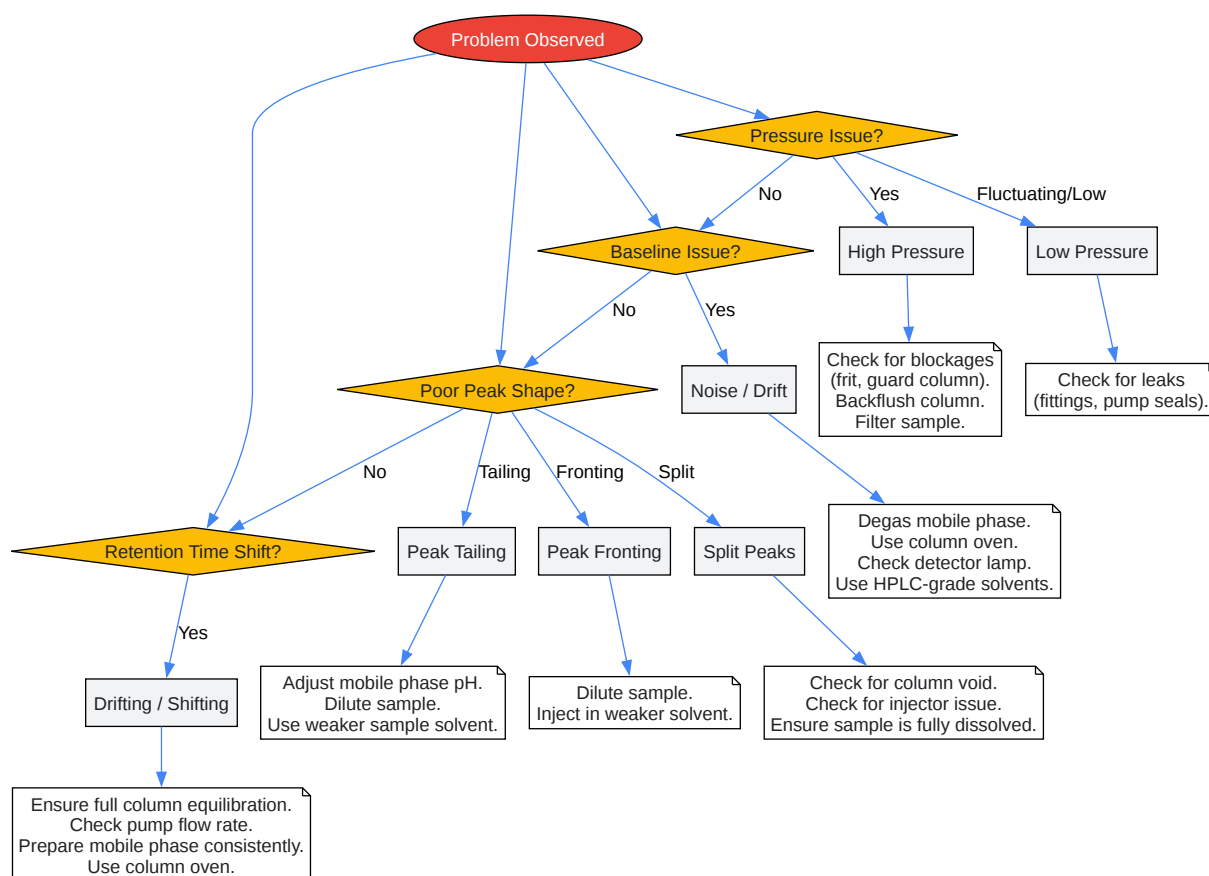 Problem Observed
Pressure Issue?
No
Yes
Fluctuating/Low
Baseline Issue?
High Pressure
Low Pressure
No
Yes
Check for blockages
(frit, guard column).
Backflush column.
Filter sample.
Check for leaks
(fittings, pump seals).
Poor Peak Shape?
Noise / Drift
No
Tailing
Fronting
Split
Degas mobile phase.
Use column oven.
Check detector lamp.
Use HPLC-grade solvents.
Retention Time Shift?
Peak Tailing
Peak Fronting
Split Peaks
Yes
Drifting / Shifting
Adjust mobile phase pH.
Dilute sample.
Use weaker sample solvent.
Dilute sample.
Inject in weaker solvent.
Check for column void.
Check for injector issue.
Ensure sample is fully dissolved.
Ensure full column equilibration.
Check pump flow rate.
Prepare mobile phase consistently.
Use column oven.